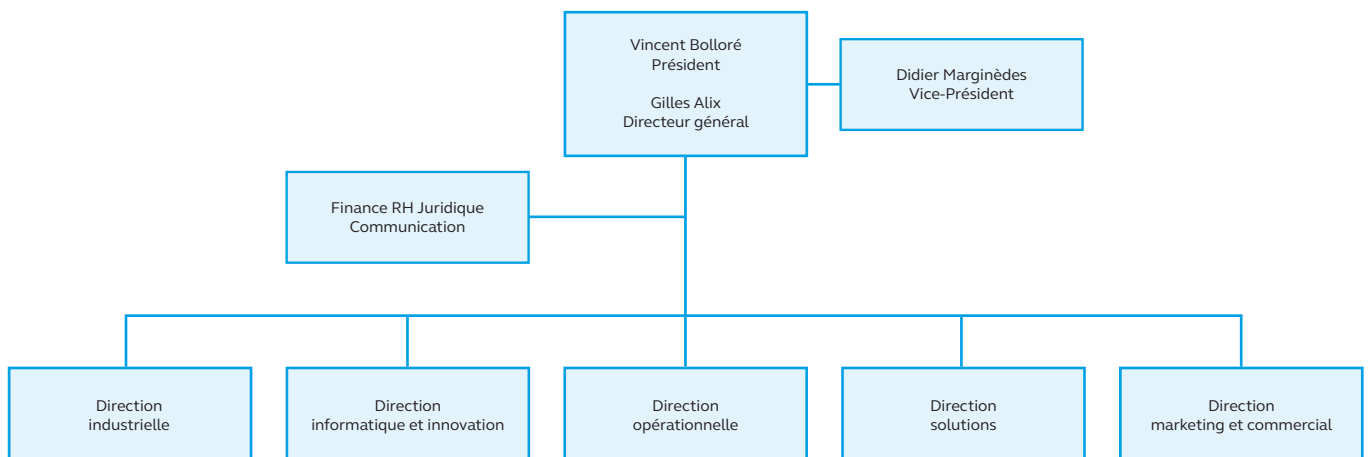 Vincent Bolloré
Président
Gilles Alix
Directeur général
Didier Marginèdes
Vice-Président
Finance RH Juridique
Communication
Direction
industrielle
Direction
informatique et innovation
Direction
opérationnelle
Direction
solutions
Direction
marketing et commercial